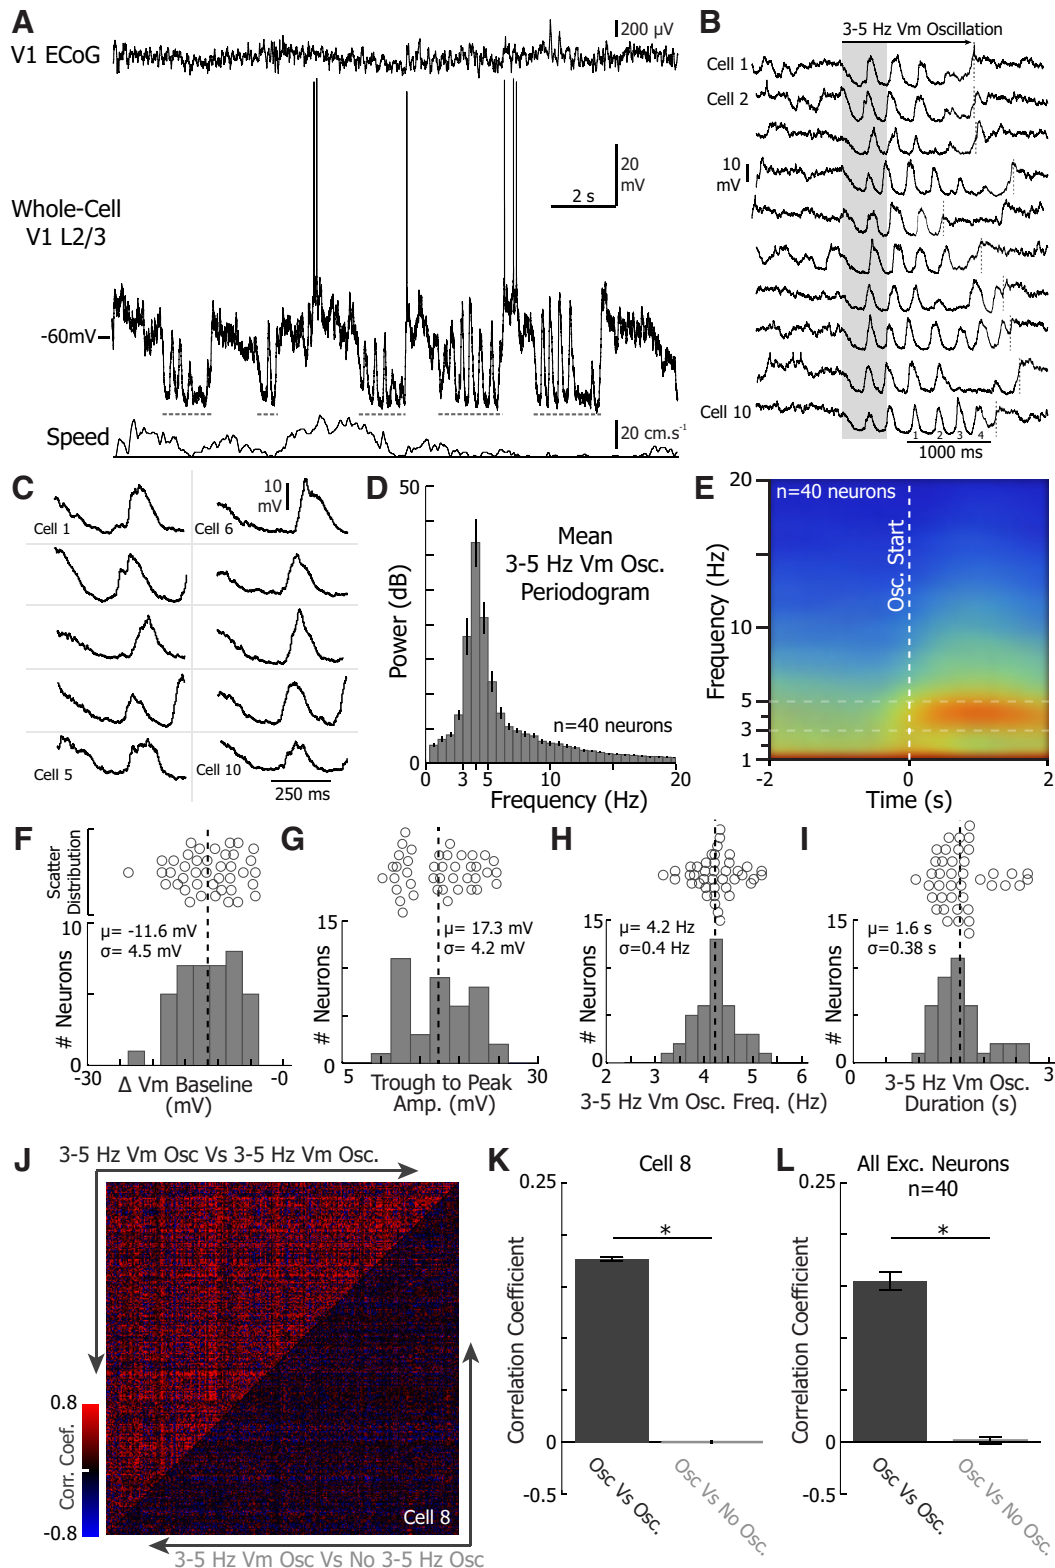 A
V1 ECoG
200 µV
Whole-Cell
V1 L2/3
20
mV
2 s
-60mV
Speed
20 cm.s-1
B
3-5 Hz Vm Oscillation
Cell 1
Cell 2
10
mV
Cell 10
1 2 3 4
1000 ms
C
Cell 1
Cell 6
10
mV
Cell 5
Cell 10
250 ms
D
50
Mean
3-5 Hz Vm Osc.
Periodogram
Power (dB)
n=40 neurons
0
0 3 5 10 20
Frequency (Hz)
E
20
n=40 neurons
Osc. Start
Frequency (Hz)
10
5
3
1
-2 0 2
Time (s)
F
Scatter
Distribution
10
µ= -11.6 mV
σ= 4.5 mV
# Neurons
0
-30 -0
Δ Vm Baseline
(mV)
G
15
µ= 17.3 mV
σ= 4.2 mV
# Neurons
0
5 30
Trough to Peak
Amp. (mV)
H
15
µ= 4.2 Hz
σ=0.4 Hz
# Neurons
0
2 3 4 5 6
3-5 Hz Vm Osc. Freq. (Hz)
I
15
µ= 1.6 s
σ=0.38 s
# Neurons
0
0 3
3-5 Hz Vm Osc.
Duration (s)
J
3-5 Hz Vm Osc Vs 3-5 Hz Vm Osc.
0.8
Corr. Coef.
-0.8
Cell 8
3-5 Hz Vm Osc Vs No 3-5 Hz Osc
K
Cell 8
0.25
*
Correlation Coefficient
0
-0.5
Osc Vs Osc.
Osc Vs No Osc.
L
All Exc. Neurons
n=40
0.25
*
Correlation Coefficient
0
-0.5
Osc Vs Osc.
Osc Vs No Osc.